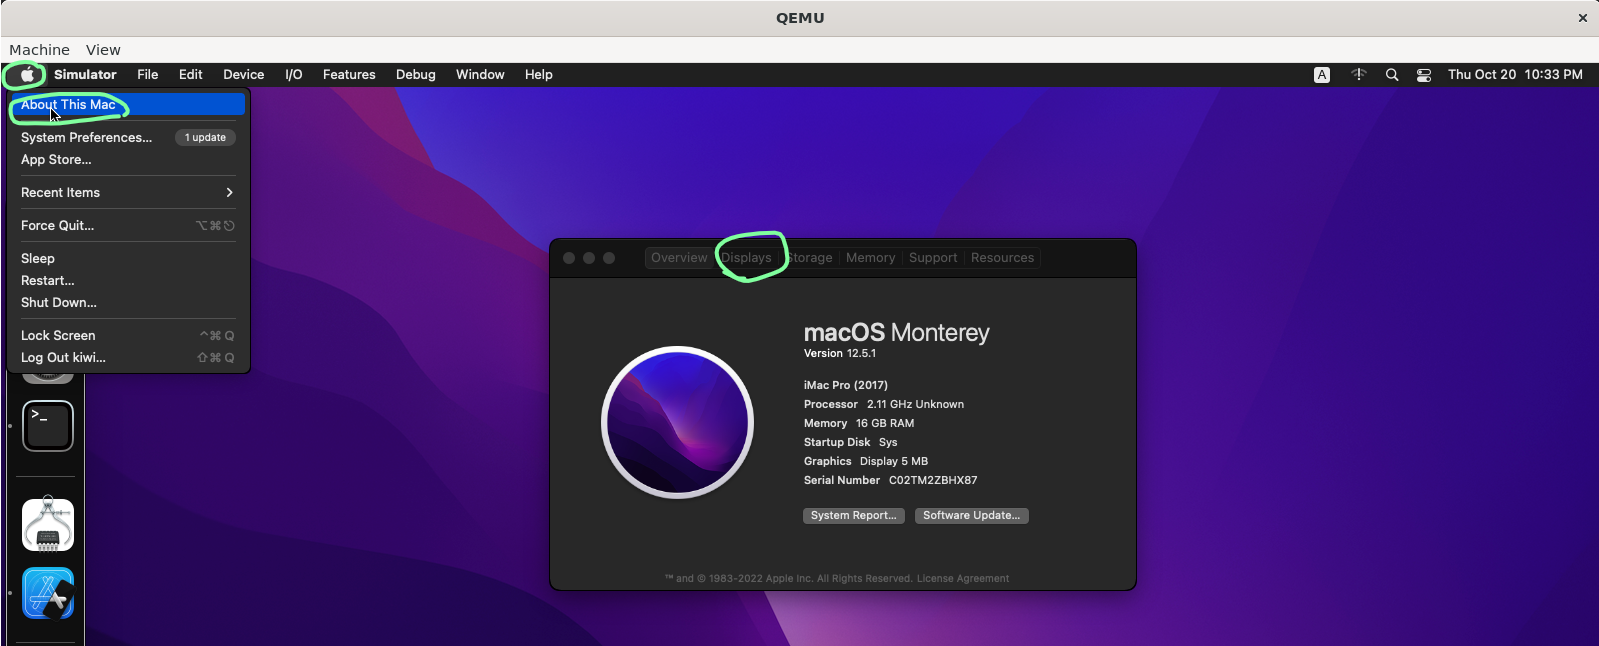 QEMU
Machine View
Simulator File Edit Device I/O Features Debug Window Help
A
Thu Oct 20 10:33 PM
About This Mac
System Preferences... 1 update
App Store...
Recent Items
Force Quit... ⌥⌘⎋
Sleep
Restart...
Shut Down...
Lock Screen ^⌘Q
Log Out kiwi... ⇧⌘Q
>_
Overview Displays Storage Memory Support Resources
macOS Monterey
Version 12.5.1
iMac Pro (2017)
Processor 2.11 GHz Unknown
Memory 16 GB RAM
Startup Disk Sys
Graphics Display 5 MB
Serial Number C02TM2ZBHX87
System Report... Software Update...
™ and © 1983-2022 Apple Inc. All Rights Reserved. License Agreement